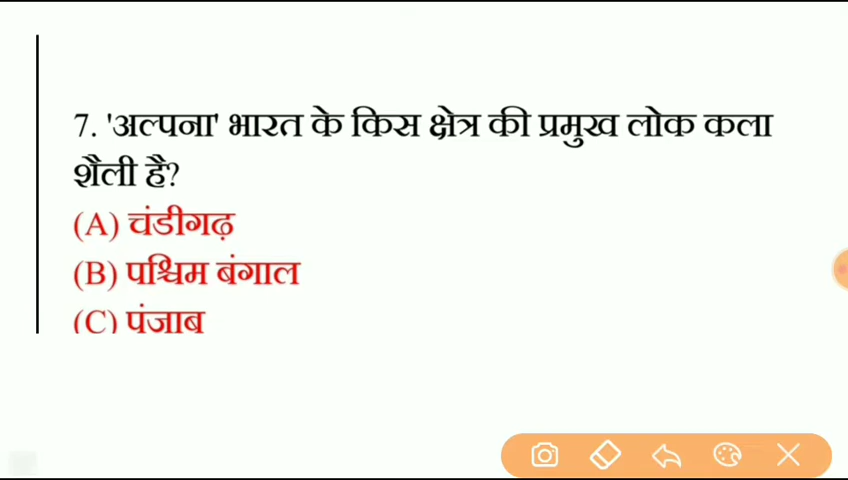 7. 'अल्पना' भारत के किस क्षेत्र की प्रमुख लोक कला
शैली है?
(A) चंडीगढ़
(B) पश्चिम बंगाल
(C) पंजाब